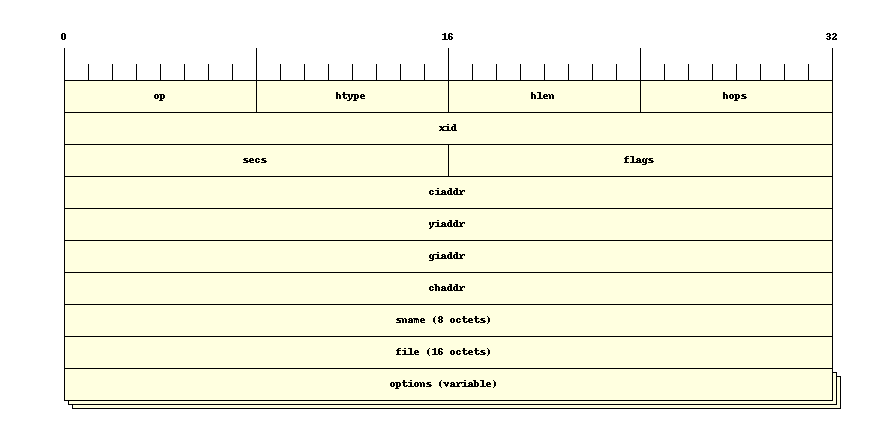 0 16 32
op htype hlen hops
xid
secs flags
ciaddr
yiaddr
giaddr
chaddr
sname (8 octets)
file (16 octets)
options (variable)